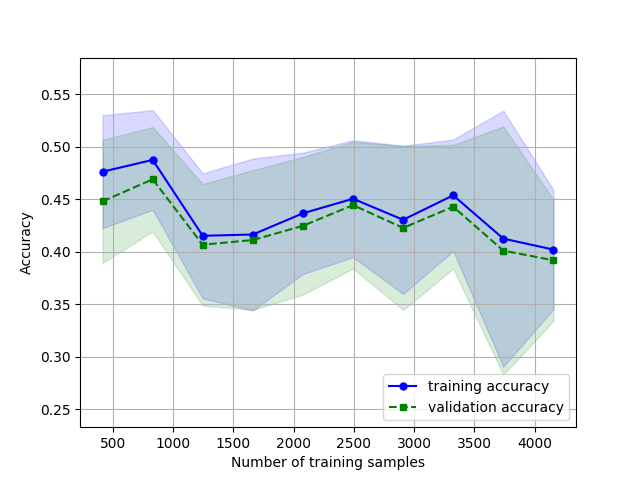 0.55
0.50
0.45
0.40
0.35
0.30
0.25
Accuracy
training accuracy
validation accuracy
500 1000 1500 2000 2500 3000 3500 4000
Number of training samples